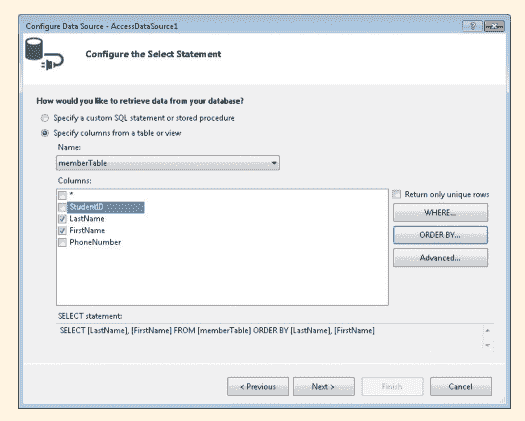 Configure Data Source - AccessDataSource1
Configure the Select Statement
How would you like to retrieve data from your database?
Specify a custom SQL statement or stored procedure
Specify columns from a table or view
Name:
memberTable
Columns:
*
StudentID
LastName
FirstName
PhoneNumber
Return only unique rows
WHERE...
ORDER BY...
Advanced...
SELECT statement:
SELECT [LastName], [FirstName] FROM [memberTable] ORDER BY [LastName], [FirstName]
< Previous
Next >
Finish
Cancel